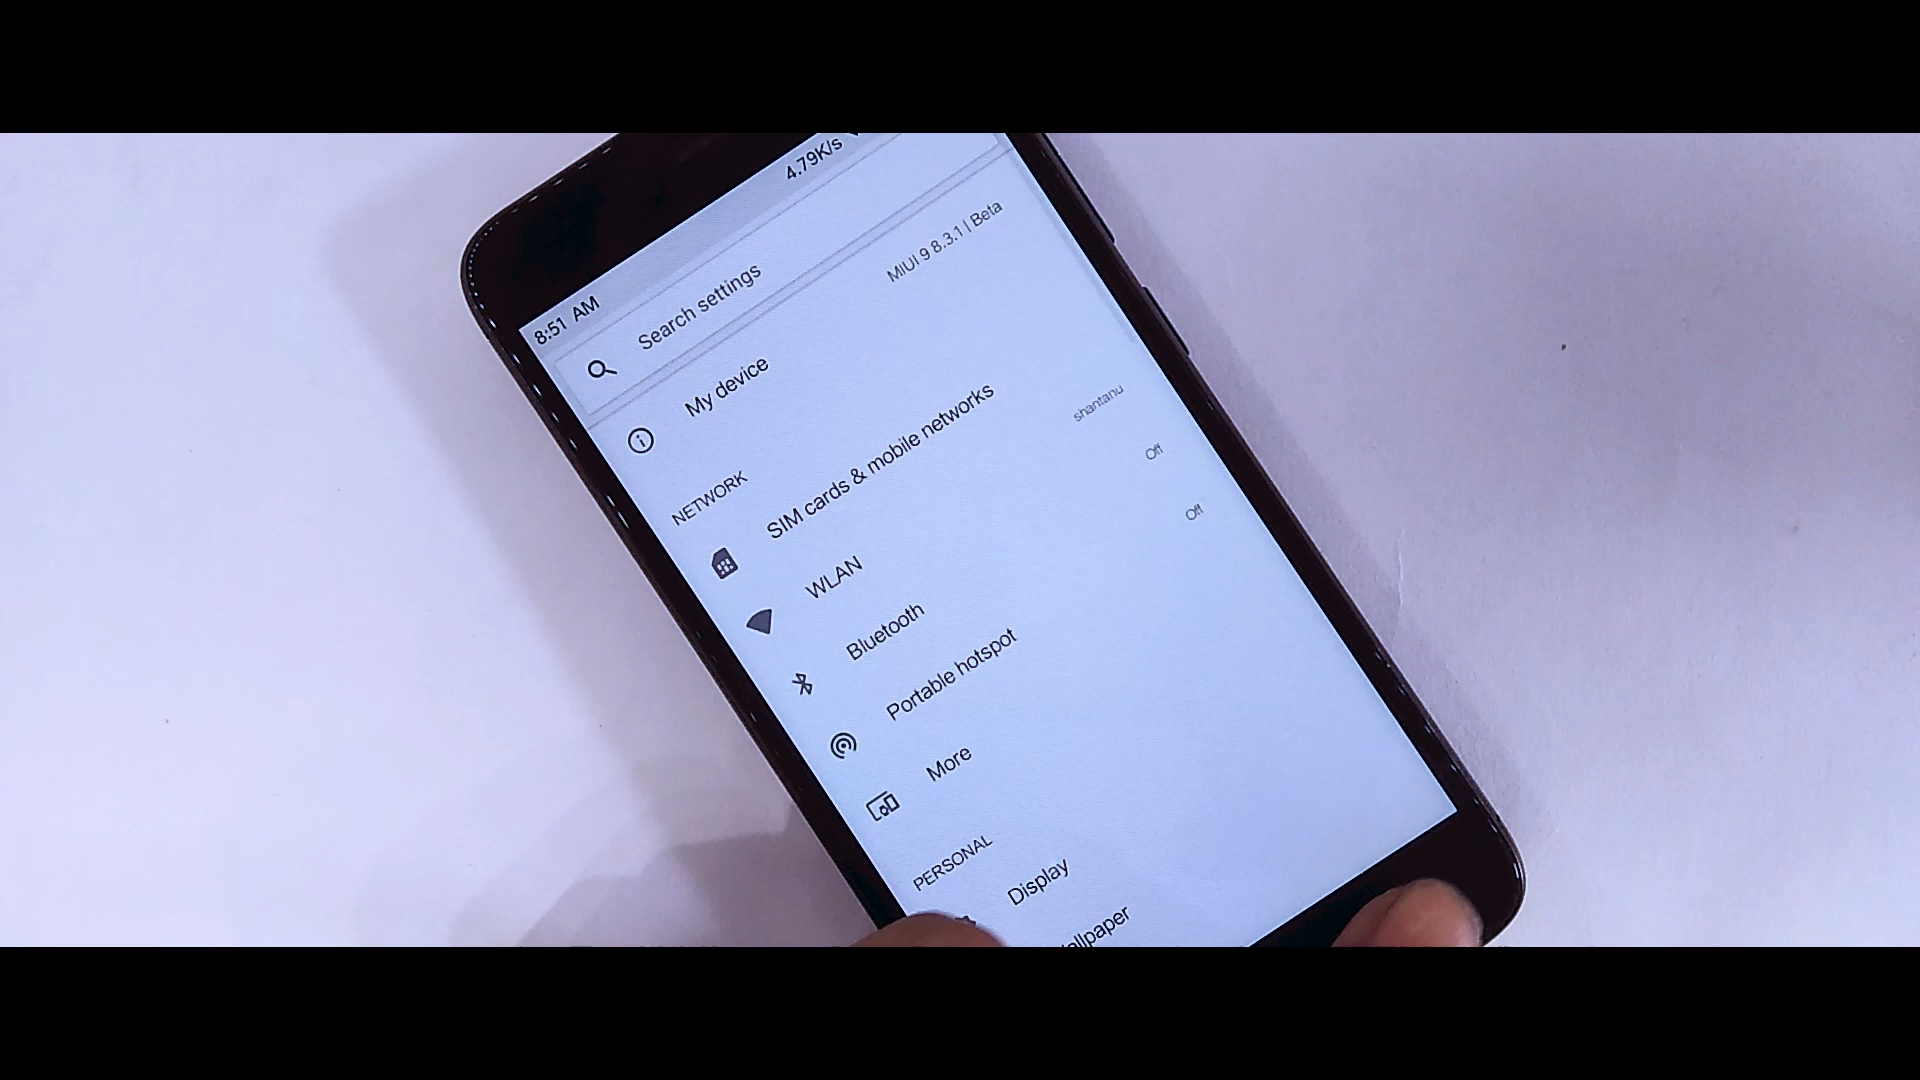 8:51 AM 4.79K/s
Search settings
My device MIUI 9 8.3.1 | Beta
NETWORK
SIM cards & mobile networks
WLAN shantanu
Bluetooth Off
Portable hotspot Off
More
PERSONAL
Display
allpaper